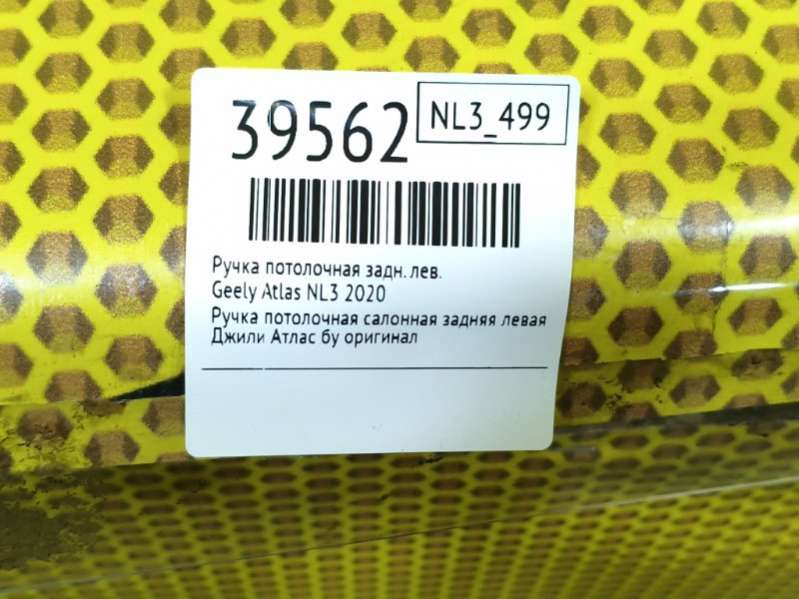 39562
NL3_499
Ручка потолочная задн. лев.
Geely Atlas NL3 2020
Ручка потолочная салонная задняя левая
Джили Атлас бу оригинал